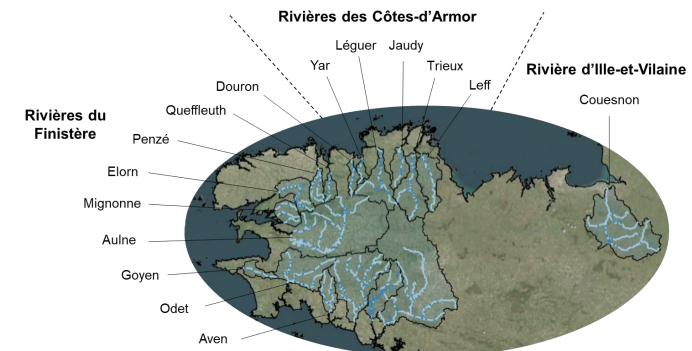 Rivières des Côtes-d'Armor
Léguer
Jaudy
Yar
Trieux
Rivière d'Ille-et-Vilaine
Douron
Leff
Couesnon
Queffleuth
Rivières du
Finistère
Penzé
Elorn
Mignonne
Aulne
Goyen
Odet
Aven